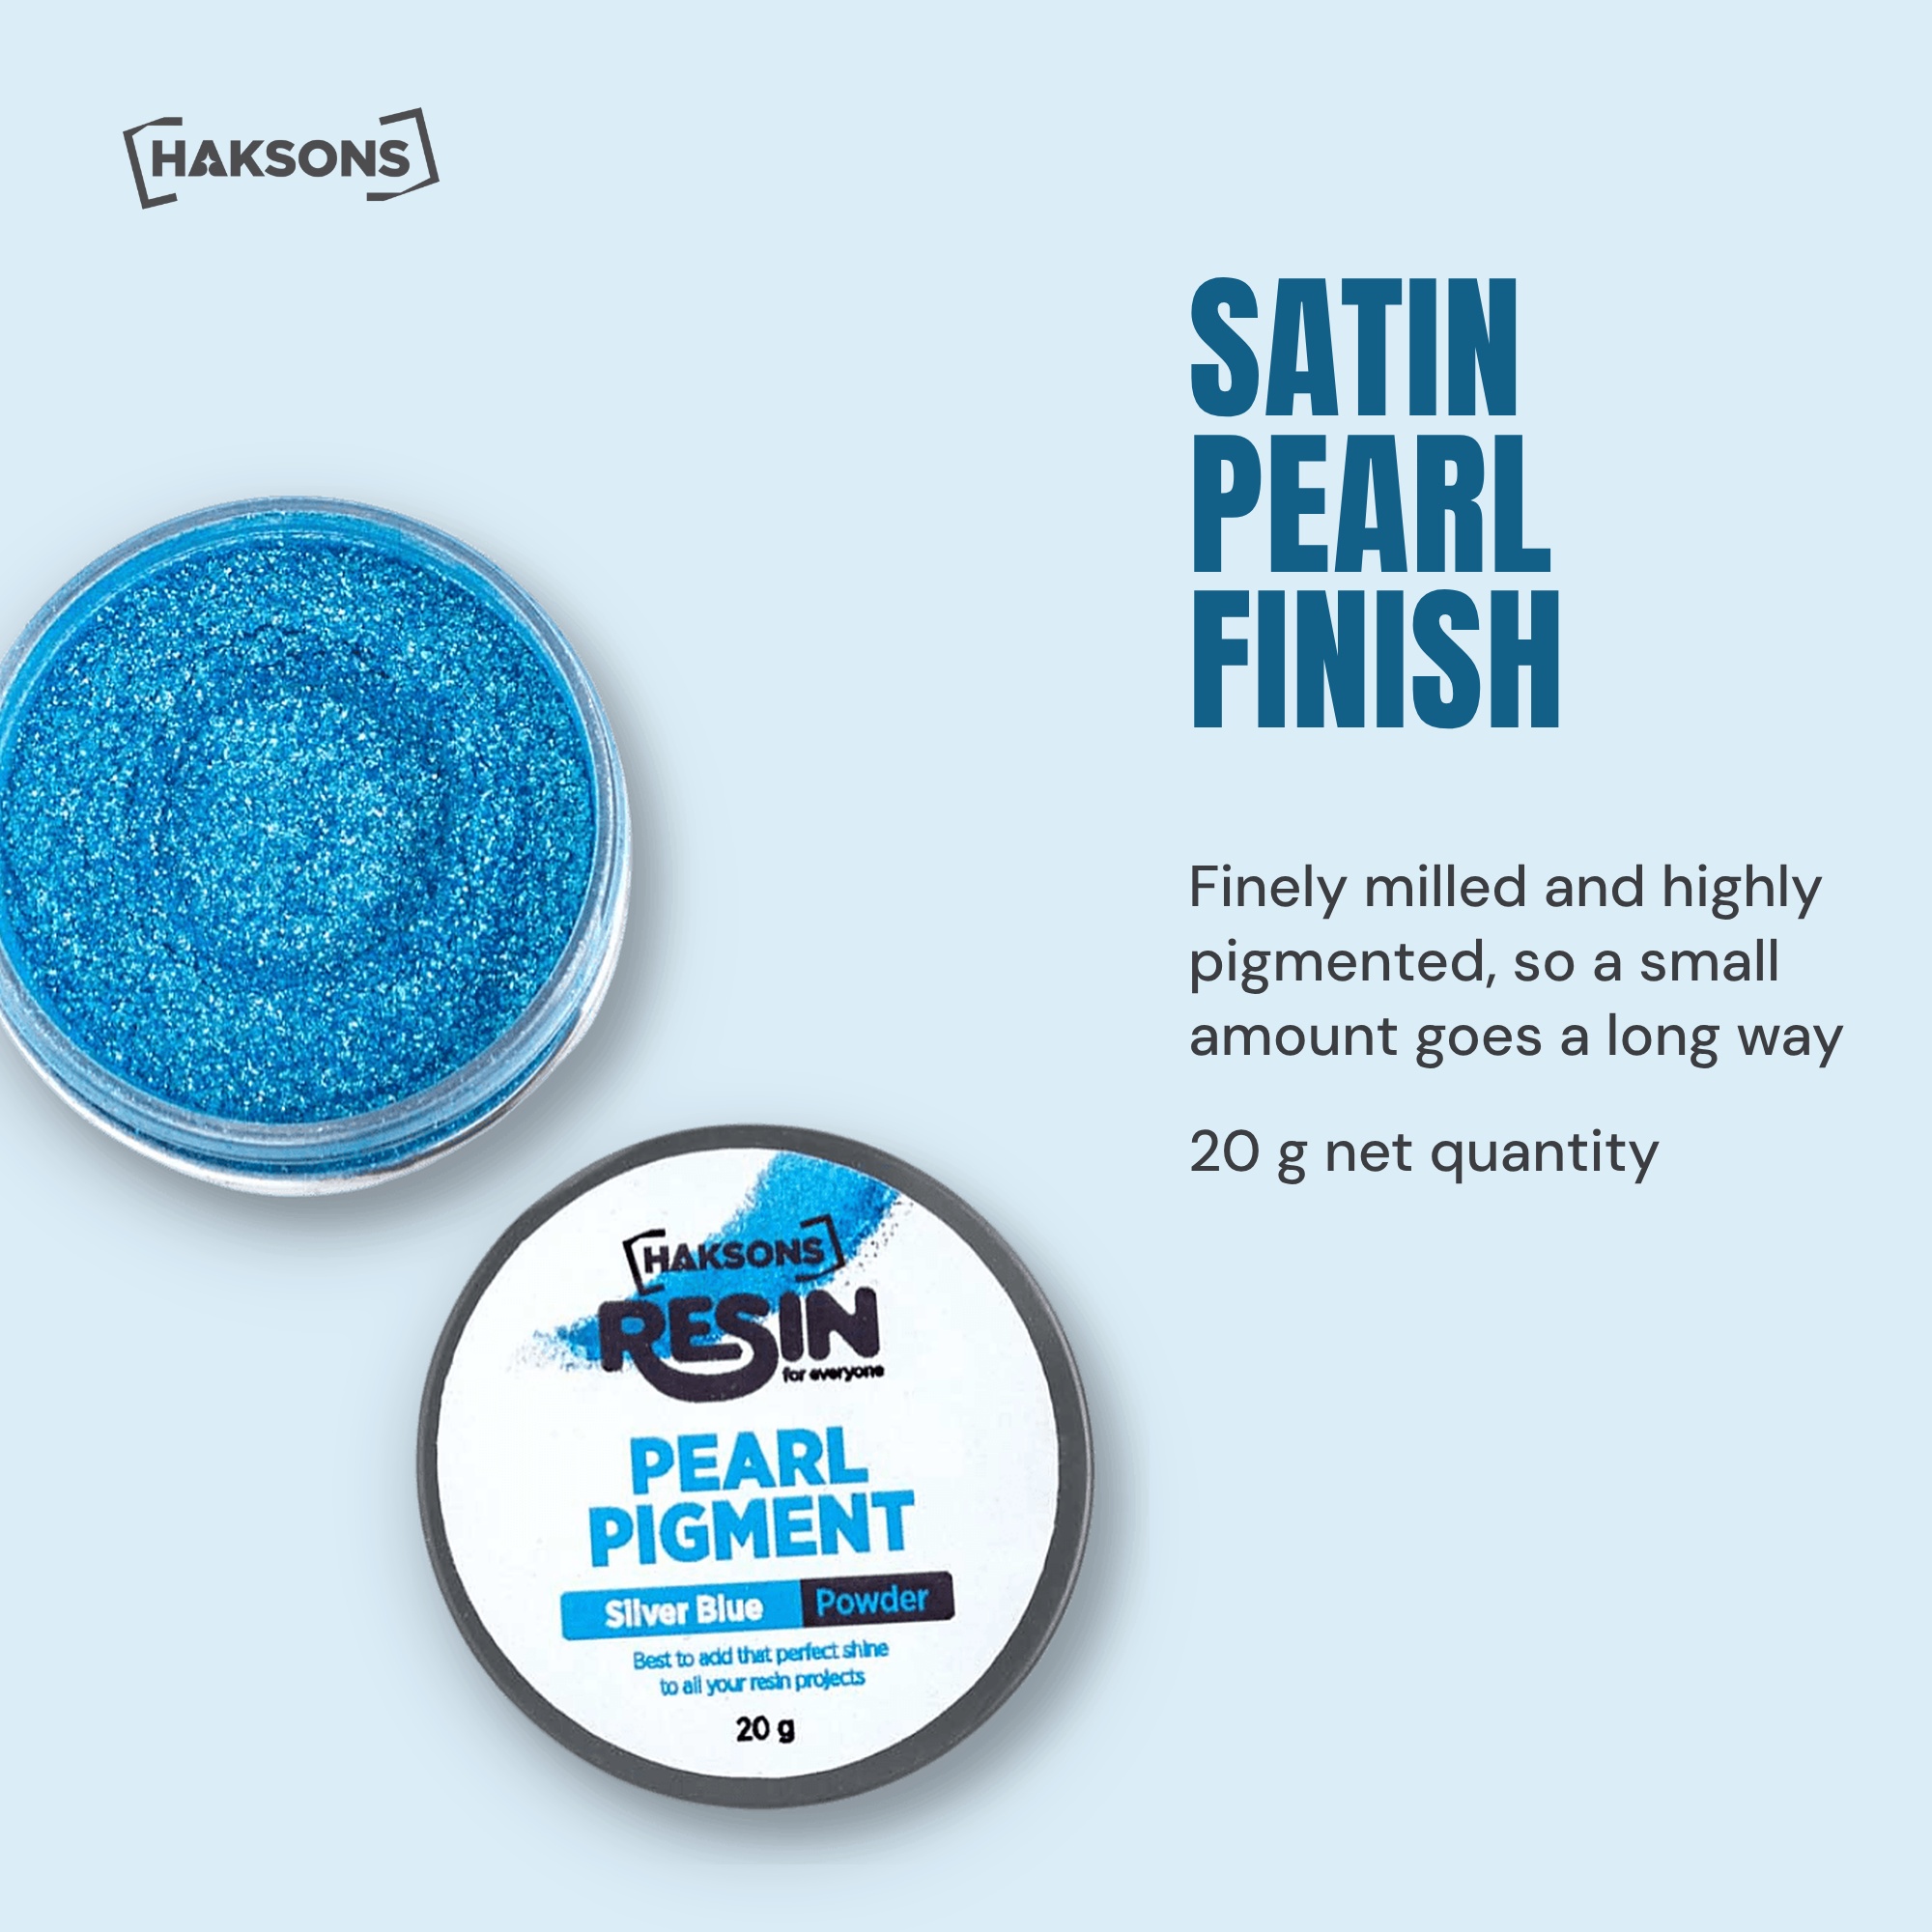 HAKSONS
SATIN
PEARL
FINISH
Finely milled and highly
pigmented, so a small
amount goes a long way
20 g net quantity
HAKSONS
RESIN
for everyone
PEARL
PIGMENT
Silver Blue Powder
Best to add that perfect shine
to all your resin projects
20 g